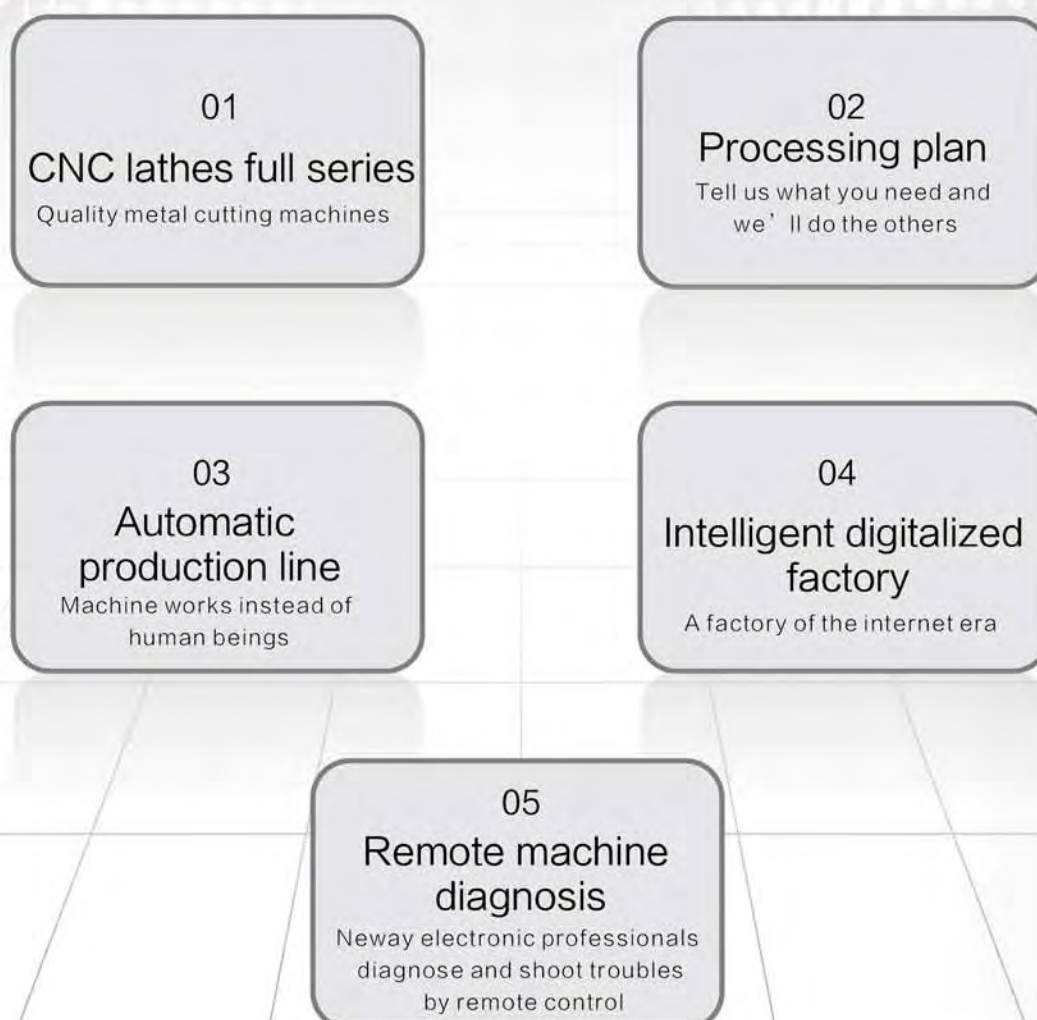 01
CNC lathes full series
Quality metal cutting machines
02
Processing plan
Tell us what you need and
we’ ll do the others
03
Automatic
production line
Machine works instead of
human beings
04
Intelligent digitalized
factory
A factory of the internet era
05
Remote machine
diagnosis
Neway electronic professionals
diagnose and shoot troubles
by remote control